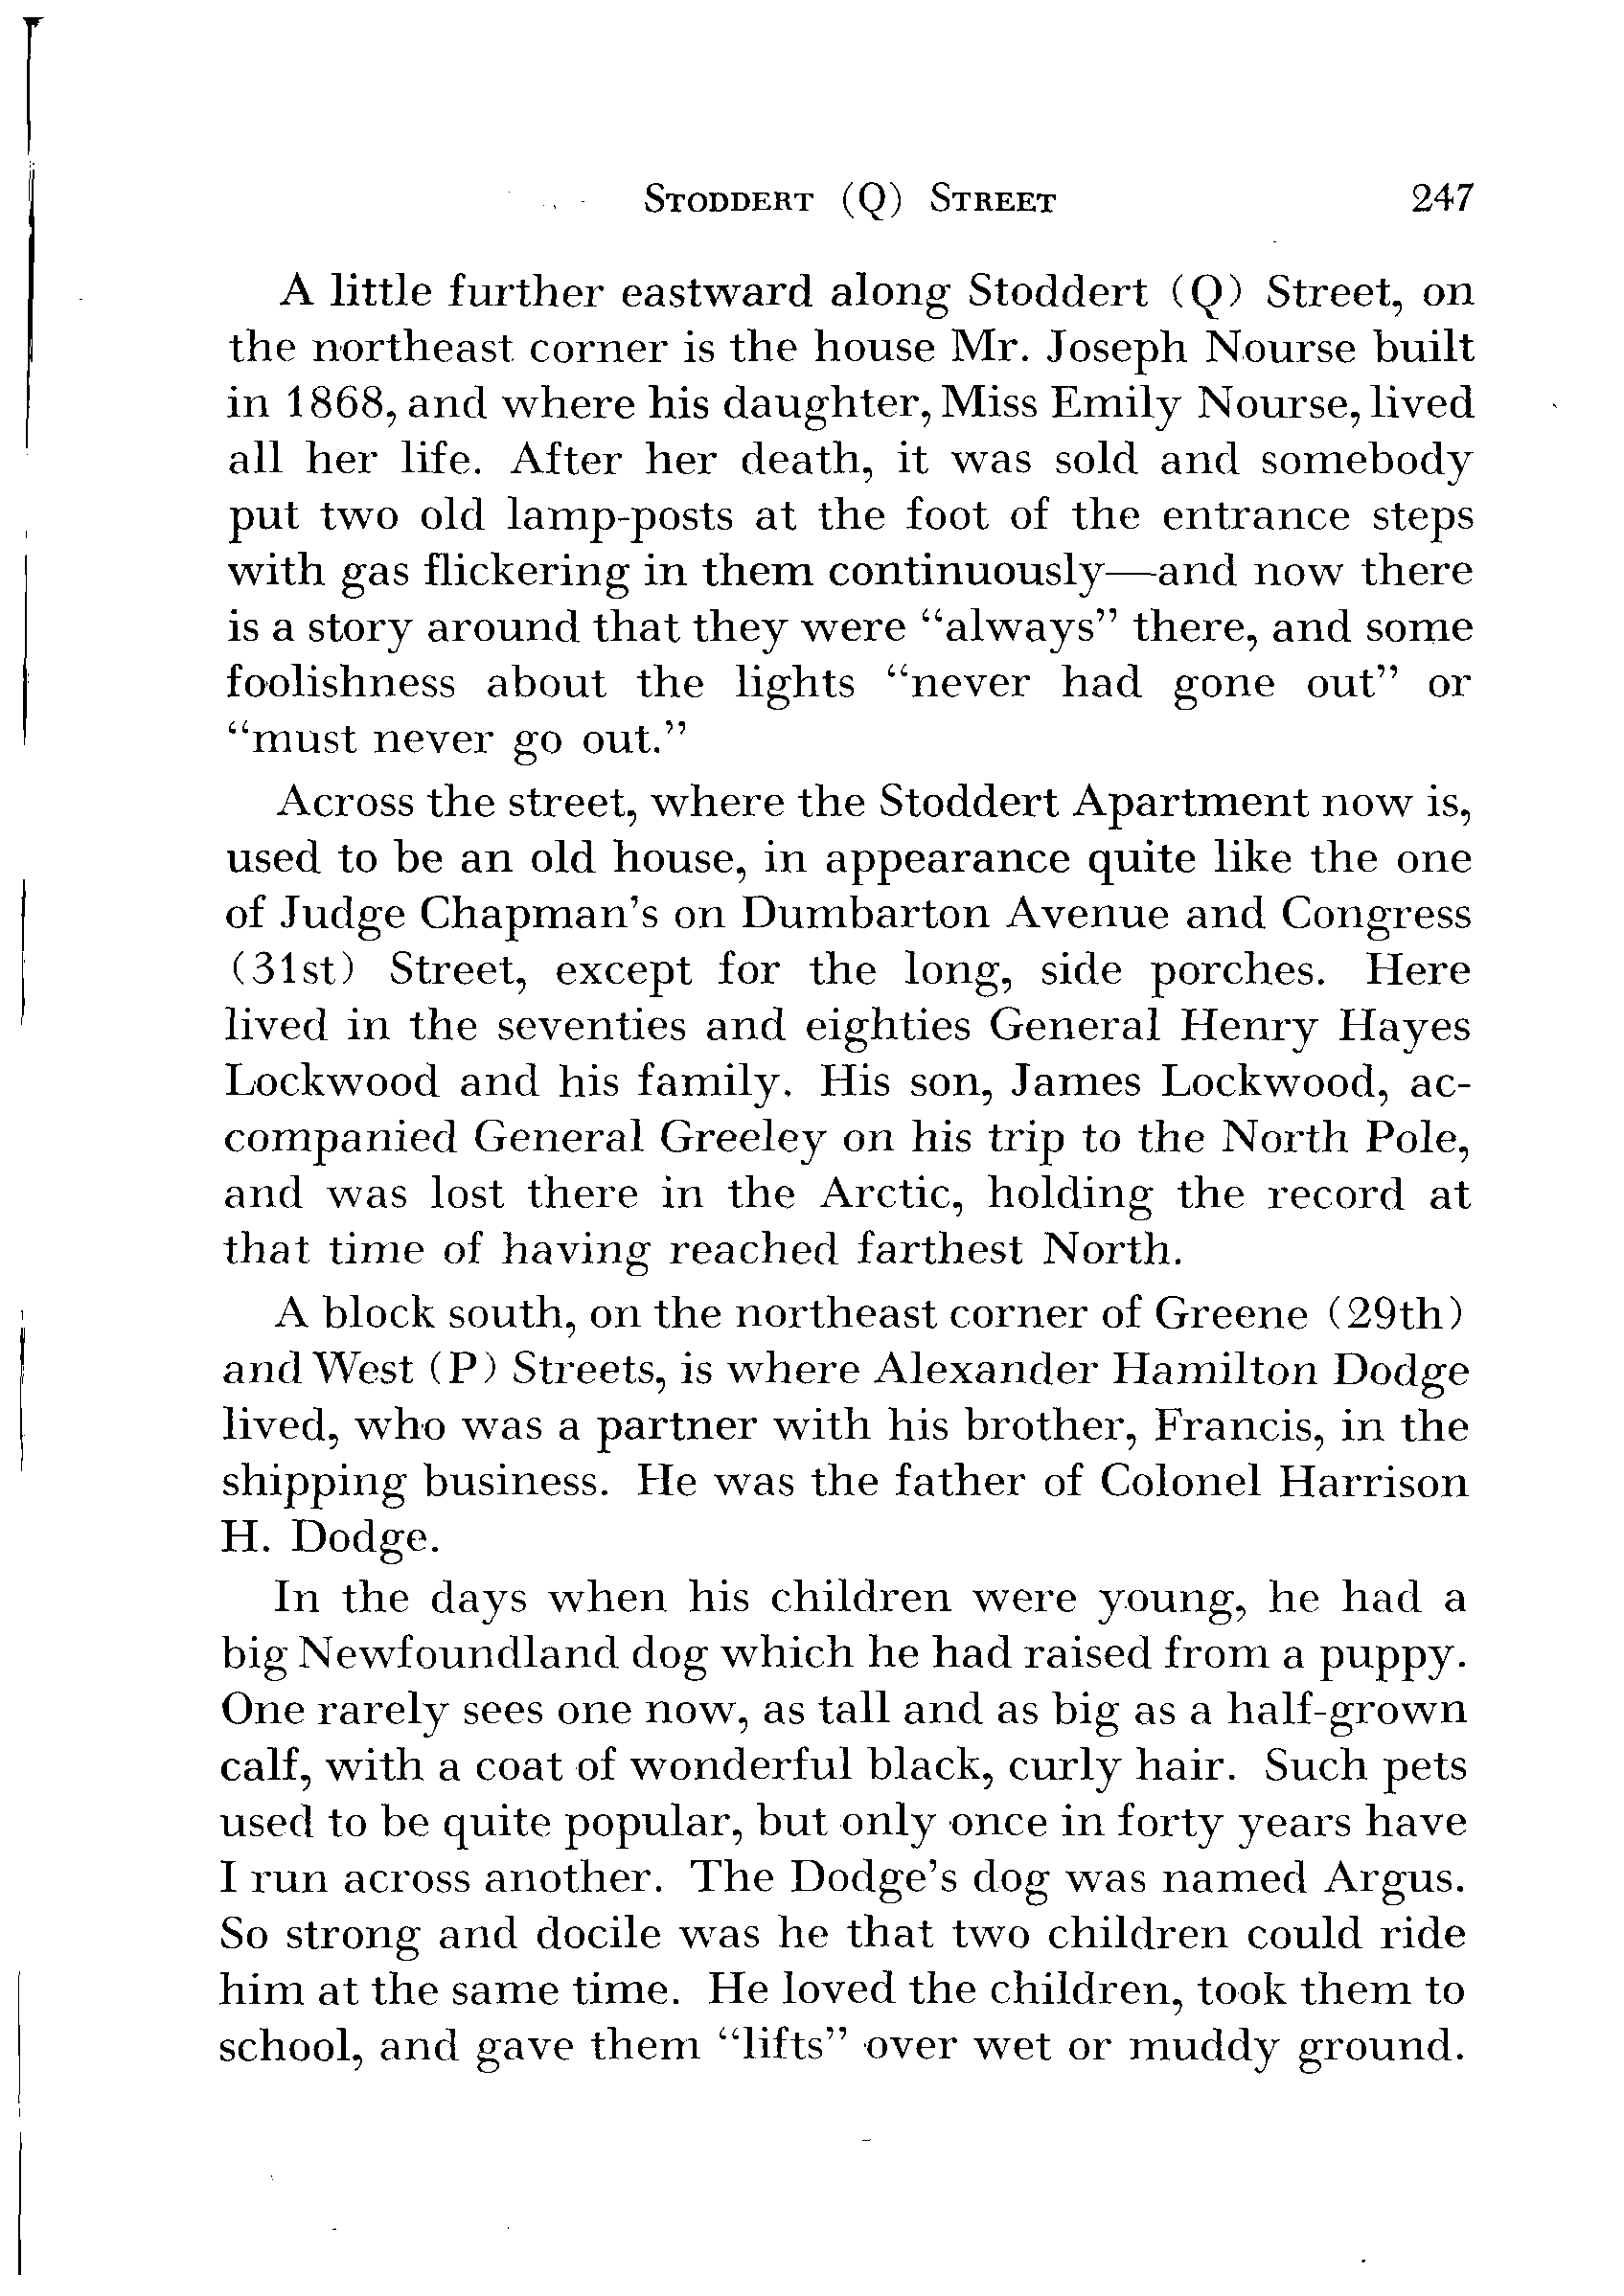 Stoddert (Q) Street 247
A little further eastward along Stoddert (Q) Street, on
the northeast corner is the house Mr. Joseph Nourse built
in 1868, and where his daughter, Miss Emily Nourse, lived
all her life. After her death, it was sold and somebody
put two old lamp-posts at the foot of the entrance steps
with gas flickering in them continuously—and now there
is a story around that they were “always” there, and some
foolishness about the lights “never had gone out” or
“must never go out.”
Across the street, where the Stoddert Apartment now is,
used to be an old house, in appearance quite like the one
of Judge Chapman’s on Dumbarton Avenue and Congress
(31st) Street, except for the long, side porches. Here
lived in the seventies and eighties General Henry Hayes
Lockwood and his family. His son, James Lockwood, ac-
companied General Greeley on his trip to the North Pole,
and was lost there in the Arctic, holding the record at
that time of having reached farthest North.
A block south, on the northeast corner of Greene (29th)
and West (P) Streets, is where Alexander Hamilton Dodge
lived, who was a partner with his brother, Francis, in the
shipping business. He was the father of Colonel Harrison
H. Dodge.
In the days when his children were young, he had a
big Newfoundland dog which he had raised from a puppy.
One rarely sees one now, as tall and as big as a half-grown
calf, with a coat of wonderful black, curly hair. Such pets
used to be quite popular, but only once in forty years have
I run across another. The Dodge’s dog was named Argus.
So strong and docile was he that two children could ride
him at the same time. He loved the children, took them to
school, and gave them “lifts” over wet or muddy ground.